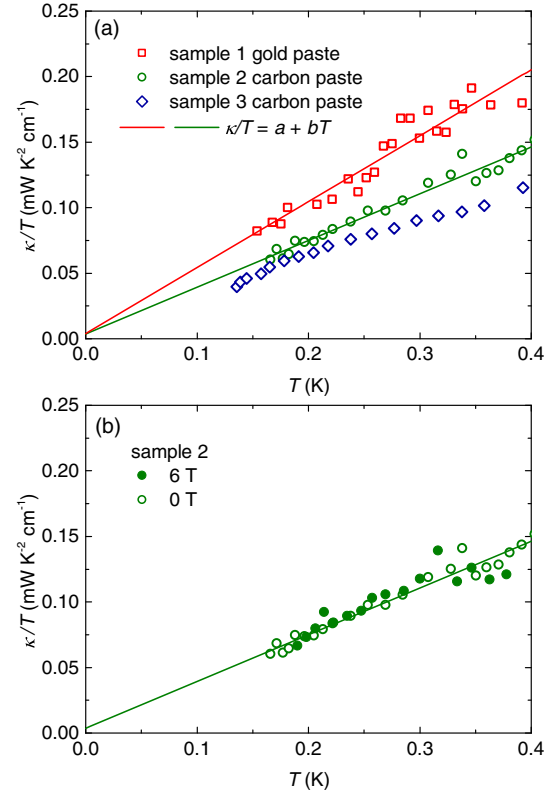 (a)
sample 1 gold paste
sample 2 carbon paste
sample 3 carbon paste
κ/T = a + bT
0.25
0.20
0.15
0.10
0.05
0.00
κ/T (mW K⁻² cm⁻¹)
0.0 0.1 0.2 0.3 0.4
T (K)
(b)
sample 2
6 T
0 T
0.25
0.20
0.15
0.10
0.05
0.00
κ/T (mW K⁻² cm⁻¹)
0.0 0.1 0.2 0.3 0.4
T (K)